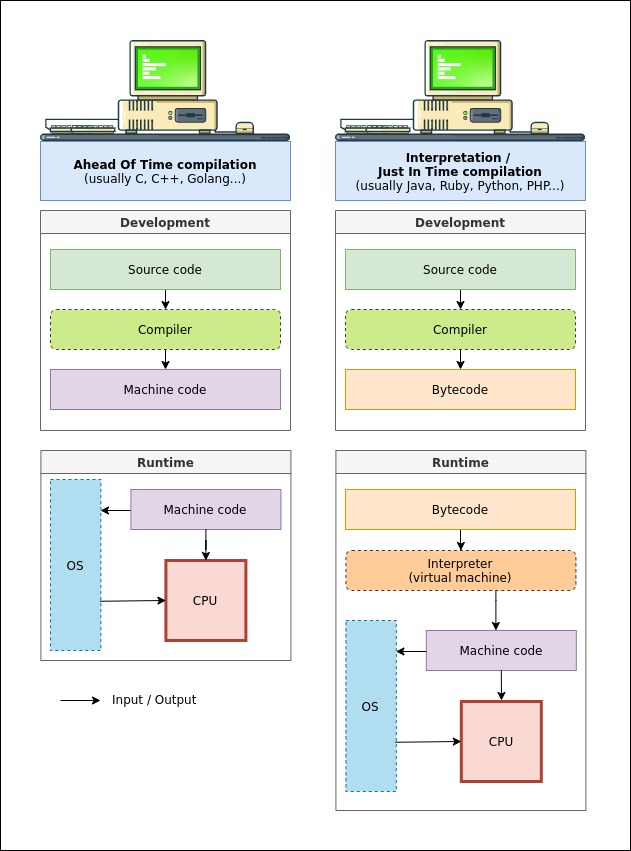 Ahead Of Time compilation
(usually C, C++, Golang...)
Development
Source code
Compiler
Machine code
Runtime
Machine code
OS
CPU
Input / Output
Interpretation /
Just In Time compilation
(usually Java, Ruby, Python, PHP...)
Development
Source code
Compiler
Bytecode
Runtime
Bytecode
Interpreter
(virtual machine)
Machine code
OS
CPU